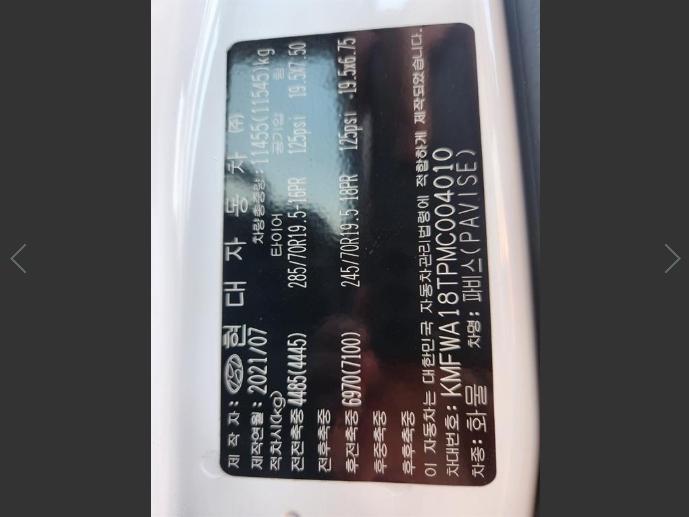 제 작 자 : 현 대 자 동 차 (주)
제작연월 : 2021/07 차량총중량 : 11455(11545)kg
적차시(kg) 타이어 공기압 림
전전축중 4485(4445) 285/70R19.5-16PR 125psi 19.5X7.50
전후축중
후전축중 6970(7100) 245/70R19.5-18PR 125psi -19.5x6.75
후중축중
후후축중
이 자동차는 대한민국 자동차관리법령에 적합하게 제작되었습니다.
차대번호: KMFWA18TPMC004010
차종: 화물 차명: 파비스(PAVISE)